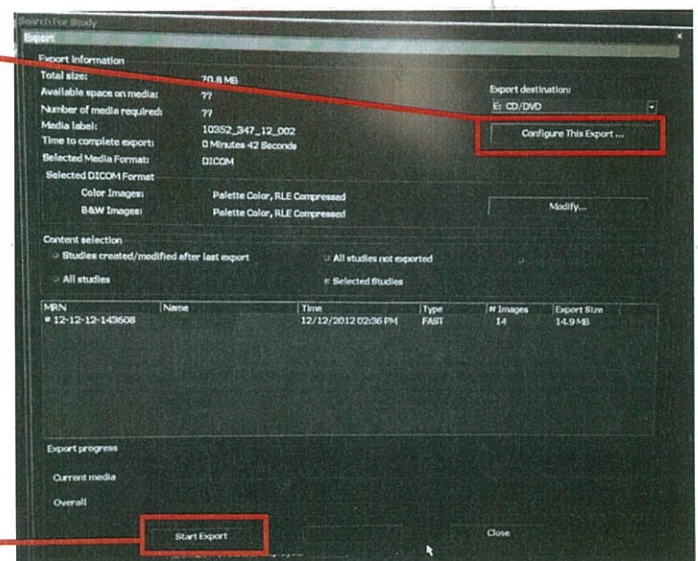 Search For Study
Export
Export Information
Total size: 70.8 MB
Available space on media: ??
Number of media required: ??
Media label: 10352_347_12_002
Time to complete export: 0 Minutes 42 Seconds
Selected Media Format: DICOM
Export destination:
E: CD/DVD
Configure This Export ...
Selected DICOM Format
Color Images: Palette Color, RLE Compressed
B&W Images: Palette Color, RLE Compressed
Modify...
Content selection
Studies created/modified after last export
All studies not exported
All studies
Selected Studies
MRN Name Time Type # Images Export Size
12-12-12-143608 12/12/2012 02:36 PM FAST 14 14.9 MB
Export progress
Current media
Overall
Start Export
Close